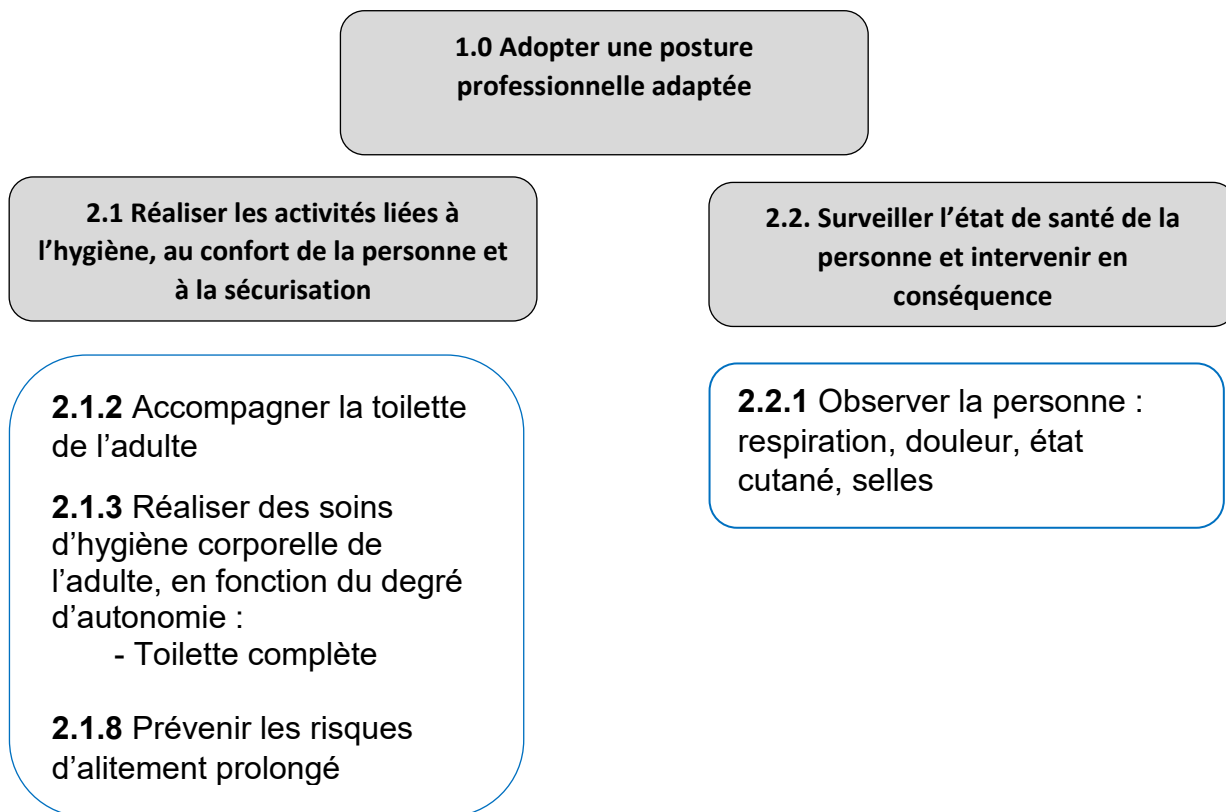 1.0 Adopter une posture
professionnelle adaptée
2.1 Réaliser les activités liées à
l’hygiène, au confort de la personne et
à la sécurisation
2.2. Surveiller l’état de santé de la
personne et intervenir en
conséquence
2.1.2 Accompagner la toilette
de l’adulte
2.1.3 Réaliser des soins
d’hygiène corporelle de
l’adulte, en fonction du degré
d’autonomie :
- Toilette complète
2.1.8 Prévenir les risques
d’alitement prolongé
2.2.1 Observer la personne :
respiration, douleur, état
cutané, selles